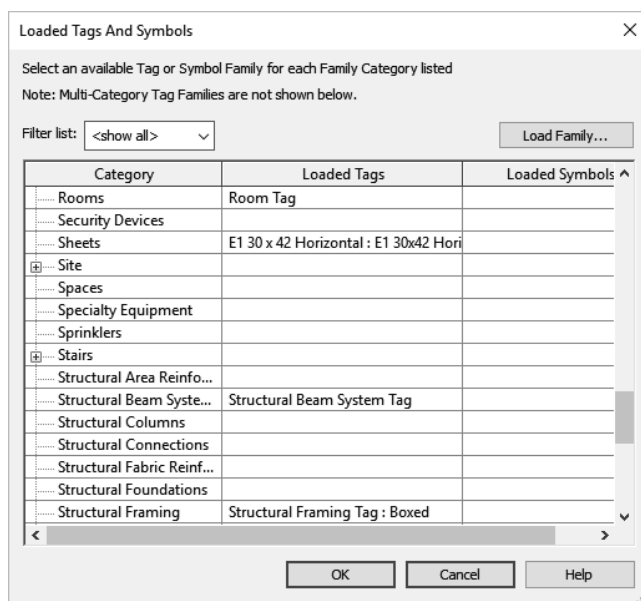 Loaded Tags And Symbols
Select an available Tag or Symbol Family for each Family Category listed
Note: Multi-Category Tag Families are not shown below.
Filter list: <show all> Load Family...
Category Loaded Tags Loaded Symbols
Rooms Room Tag
Security Devices
Sheets E1 30 x 42 Horizontal : E1 30x42 Hori
Site
Spaces
Specialty Equipment
Sprinklers
Stairs
Structural Area Reinfo...
Structural Beam Syste... Structural Beam System Tag
Structural Columns
Structural Connections
Structural Fabric Reinf...
Structural Foundations
Structural Framing Structural Framing Tag : Boxed
OK Cancel Help